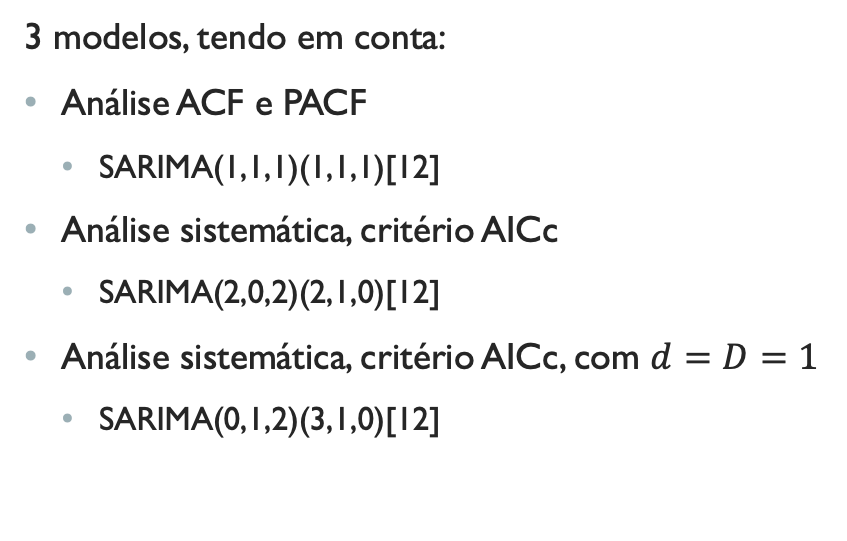 3 modelos, tendo em conta:
• Análise ACF e PACF
• SARIMA(1,1,1)(1,1,1)[12]
• Análise sistemática, critério AICc
• SARIMA(2,0,2)(2,1,0)[12]
• Análise sistemática, critério AICc, com d = D = 1
• SARIMA(0,1,2)(3,1,0)[12]